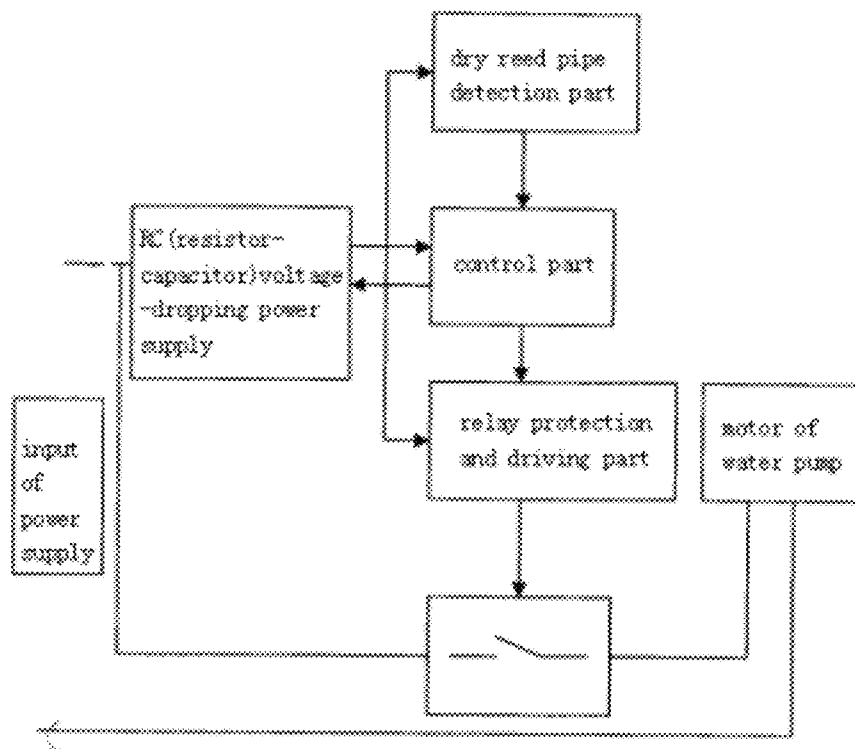 dry reed pipe
detection part
RC(resistor-
capacitor)voltage
-dropping power
supply
control part
relay protection
and driving part
motor of
water pump
input
of
power
supply